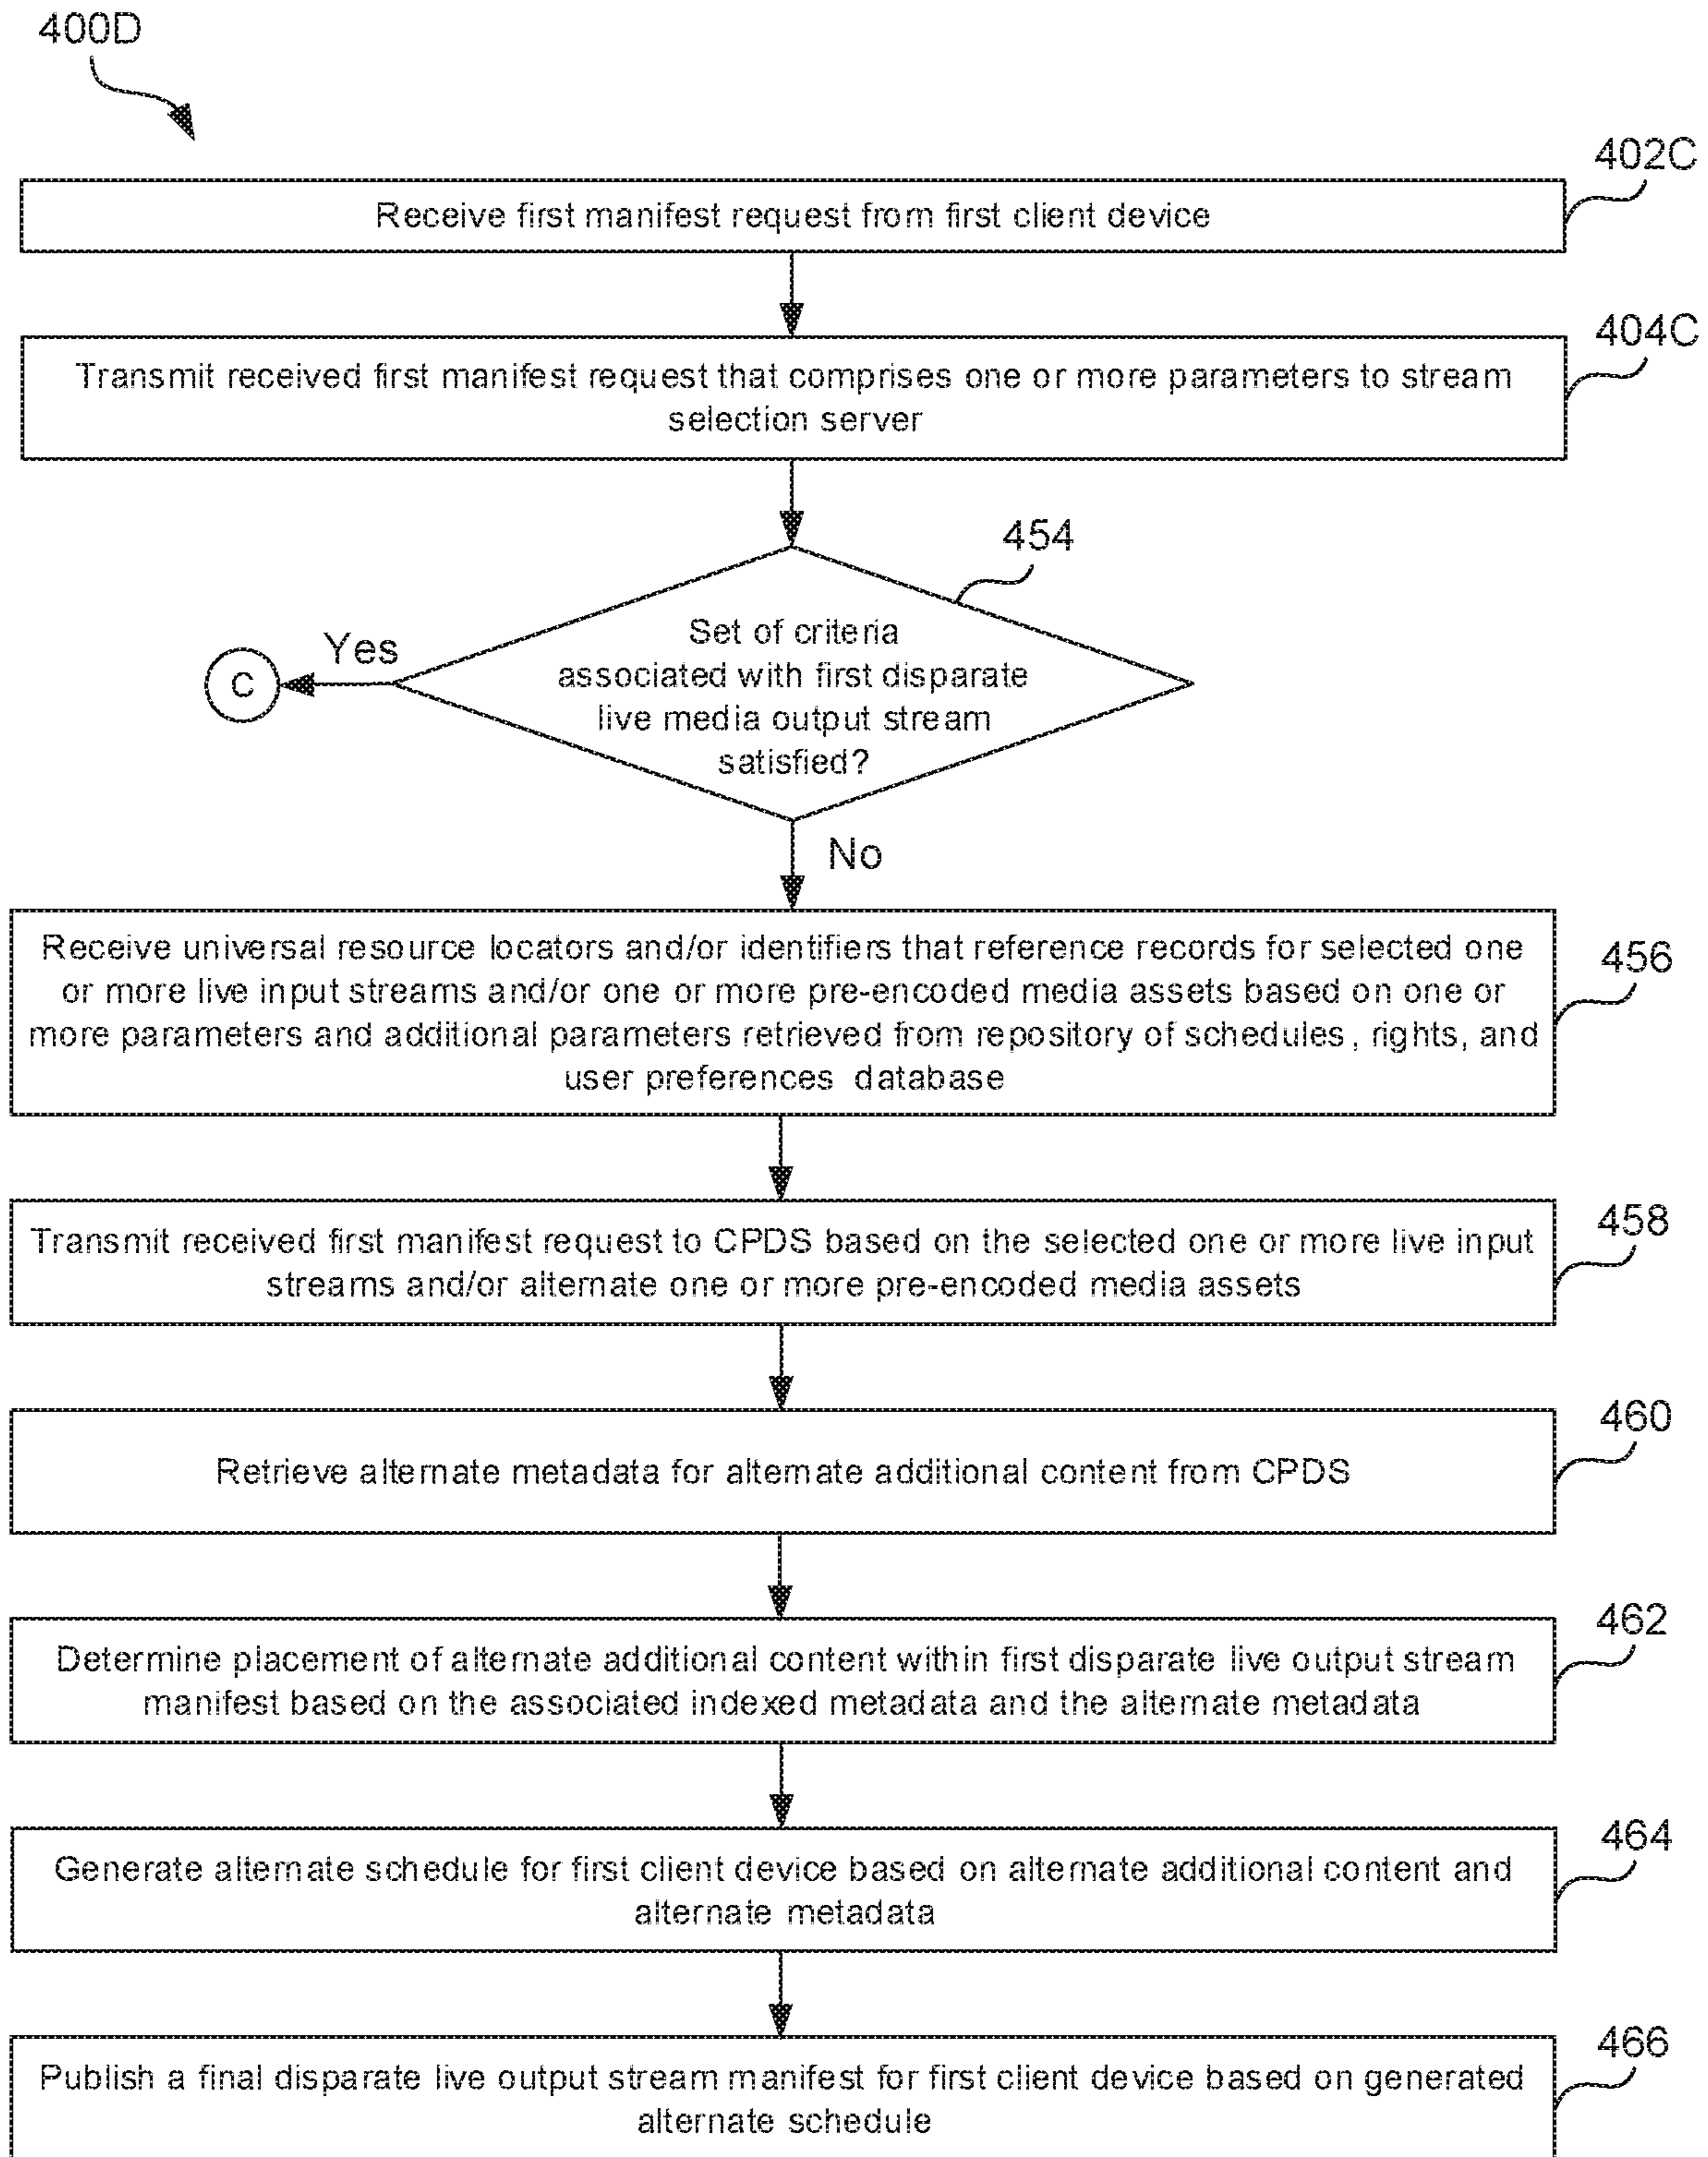 400D
402C
Receive first manifest request from first client device
404C
Transmit received first manifest request that comprises one or more parameters to stream
selection server
454
Set of criteria
associated with first disparate
live media output stream
satisfied?
Yes
C
No
456
Receive universal resource locators and/or identifiers that reference records for selected one
or more live input streams and/or one or more pre-encoded media assets based on one or
more parameters and additional parameters retrieved from repository of schedules, rights, and
user preferences database
458
Transmit received first manifest request to CPDS based on the selected one or more live input
streams and/or alternate one or more pre-encoded media assets
460
Retrieve alternate metadata for alternate additional content from CPDS
462
Determine placement of alternate additional content within first disparate live output stream
manifest based on the associated indexed metadata and the alternate metadata
464
Generate alternate schedule for first client device based on alternate additional content and
alternate metadata
466
Publish a final disparate live output stream manifest for first client device based on generated
alternate schedule